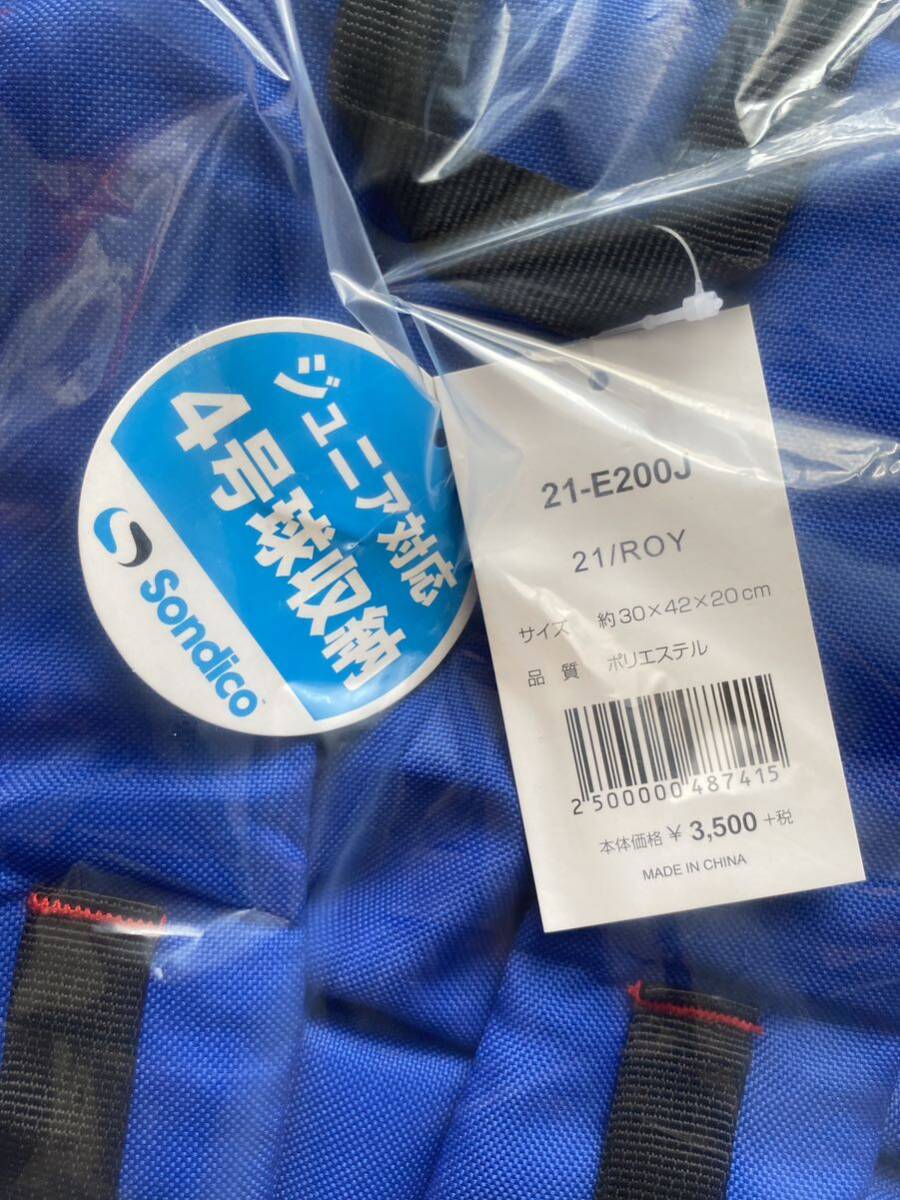 ジュニア対応
4号球収納
Sondico
21-E200J
21/ROY
サイズ 約30×42×20cm
品質 ポリエステル
2500000487415
本体価格 ¥ 3,500 +税
MADE IN CHINA